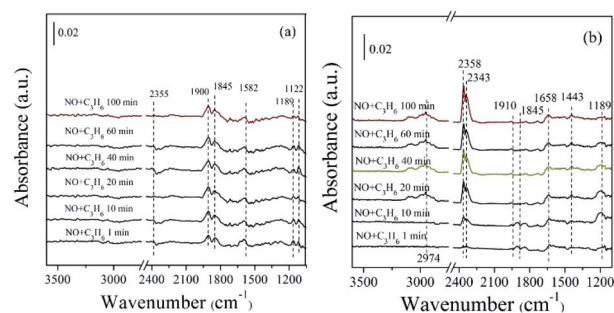 (a)
0.02
2355
1900
1845
1582
1122
1189
NO+C3H6 100 min
NO+C3H6 60 min
NO+C3H6 40 min
NO+C3H6 20 min
NO+C3H6 10 min
NO+C3H6 1 min
Absorbance (a.u.)
3600 3000 2400 2100 1800 1500 1200
Wavenumber (cm-1)
(b)
0.02
2358
2343
1910
1845
1658
1443
1189
NO+C3H6 100 min
NO+C3H6 60 min
NO+C3H6 40 min
NO+C3H6 20 min
NO+C3H6 10 min
NO+C3H6 1 min
2974
Absorbance (a.u.)
3600 3000 2400 2100 1800 1500 1200
Wavenumber (cm-1)